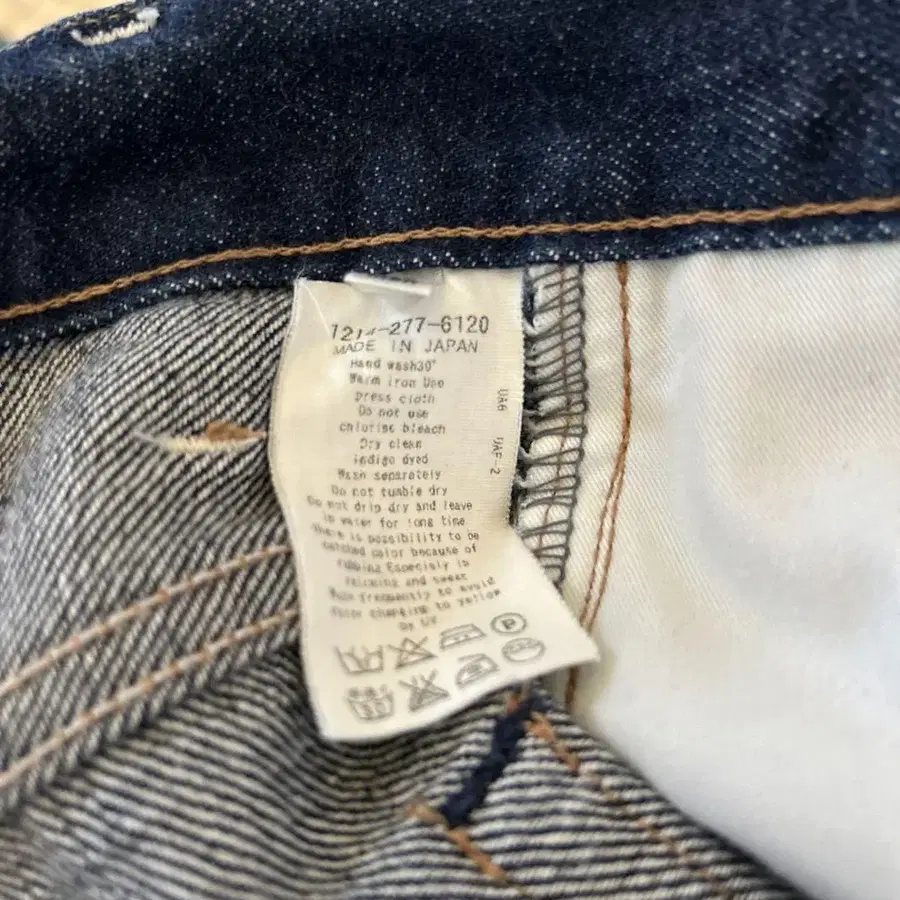 1214-277-6120
MADE IN JAPAN
Hand wash30°
Warm iron Use
press cloth
Do not use
chlorise bleach
Dry clean
indigo dyed
Wash separately
Do not tumble dry
Do not drip dry and leave
in water for long time
there is possibility to be
color because of
rubbing Especially in
raining and sweat
Wash frequently to avoid
color changing to yellow
by UV
P
30
UA6 UAF-2